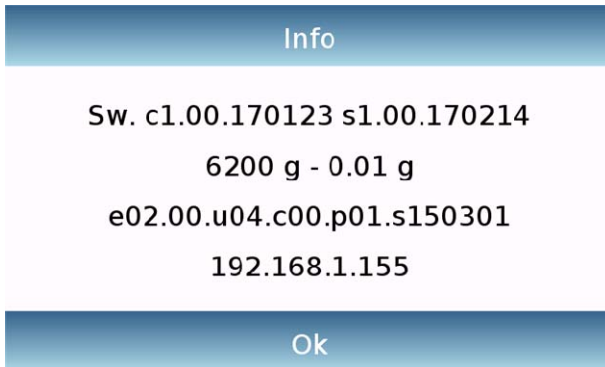 Info
Sw. c1.00.170123 s1.00.170214
6200 g - 0.01 g
e02.00.u04.c00.p01.s150301
192.168.1.155
Ok